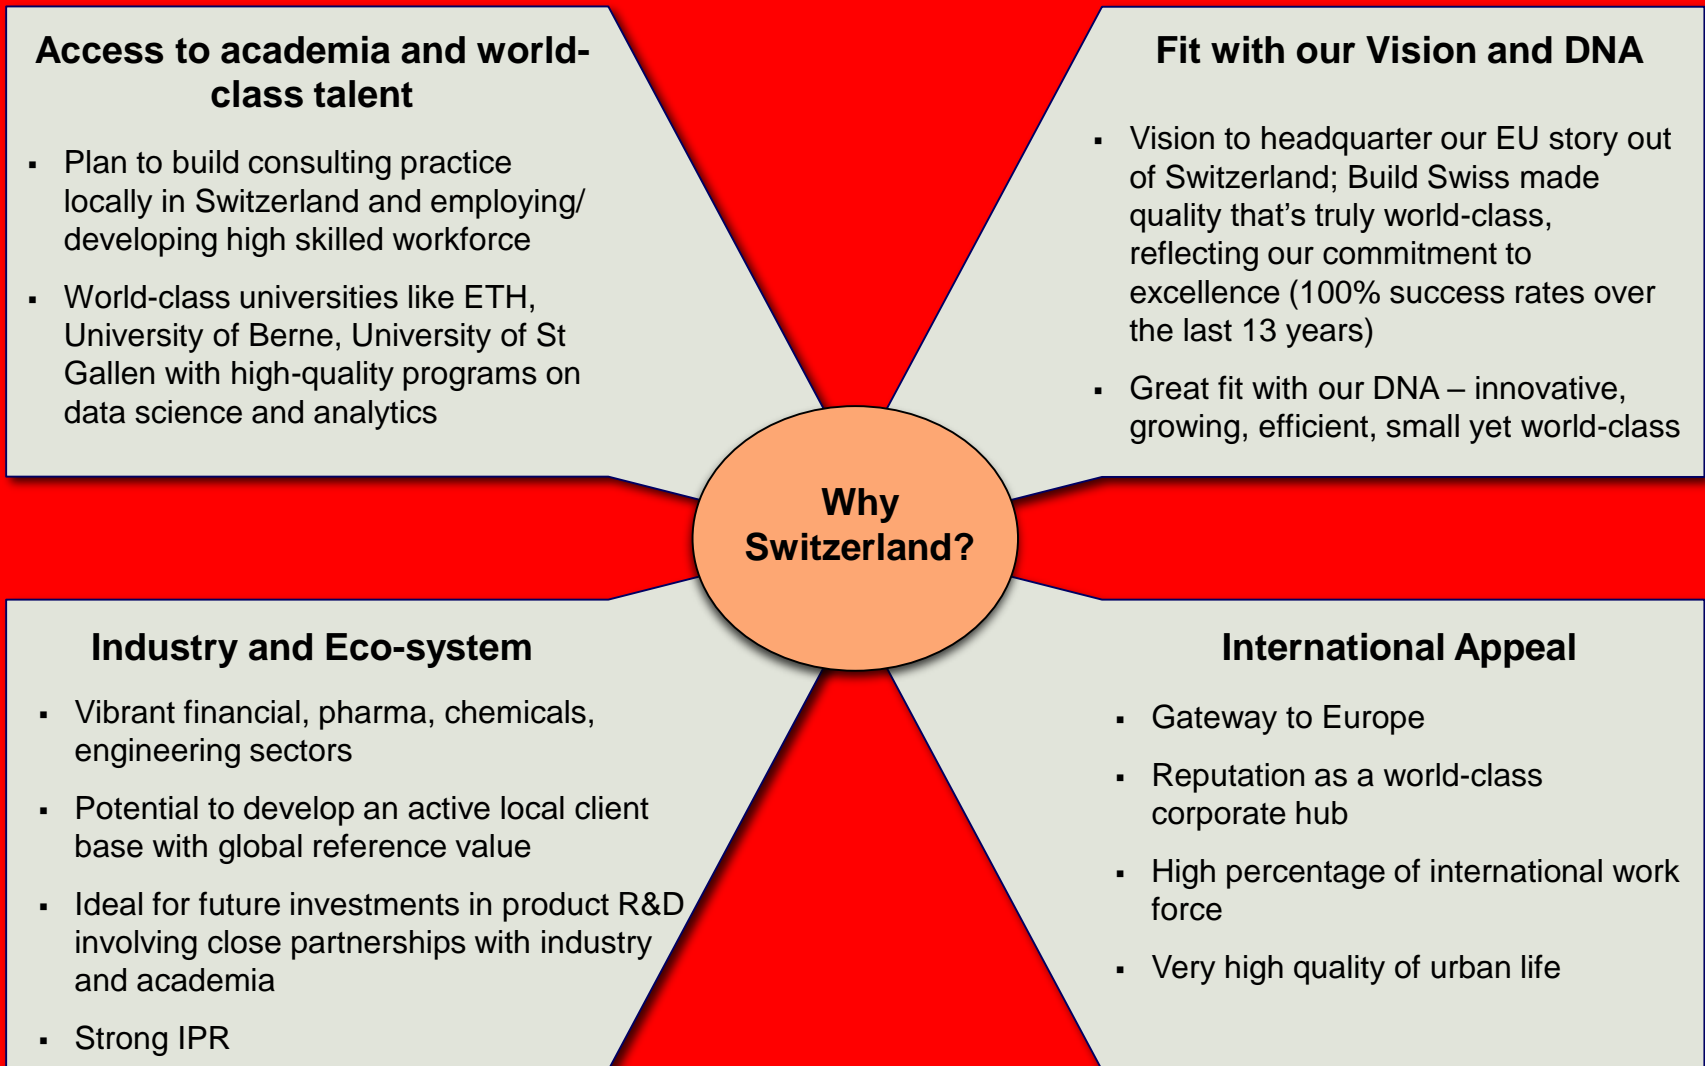 Access to academia and world-
class talent
▪ Plan to build consulting practice
locally in Switzerland and employing/
developing high skilled workforce
▪ World-class universities like ETH,
University of Berne, University of St
Gallen with high-quality programs on
data science and analytics
Fit with our Vision and DNA
▪ Vision to headquarter our EU story out
of Switzerland; Build Swiss made
quality that’s truly world-class,
reflecting our commitment to
excellence (100% success rates over
the last 13 years)
▪ Great fit with our DNA – innovative,
growing, efficient, small yet world-class
Why
Switzerland?
Industry and Eco-system
▪ Vibrant financial, pharma, chemicals,
engineering sectors
▪ Potential to develop an active local client
base with global reference value
▪ Ideal for future investments in product R&D
involving close partnerships with industry
and academia
▪ Strong IPR
International Appeal
▪ Gateway to Europe
▪ Reputation as a world-class
corporate hub
▪ High percentage of international work
force
▪ Very high quality of urban life